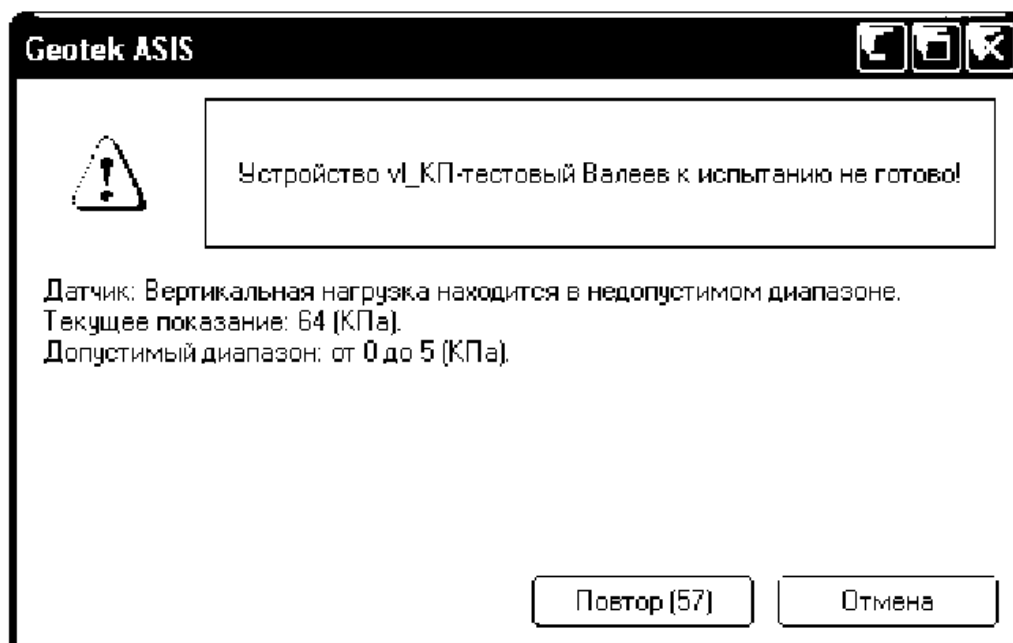 Geotek ASIS
Устройство vl_КП-тестовый Валеев к испытанию не готово!
Датчик: Вертикальная нагрузка находится в недопустимом диапазоне.
Текущее показание: 64 (КПа).
Допустимый диапазон: от 0 до 5 (КПа).
Повтор (57) Отмена